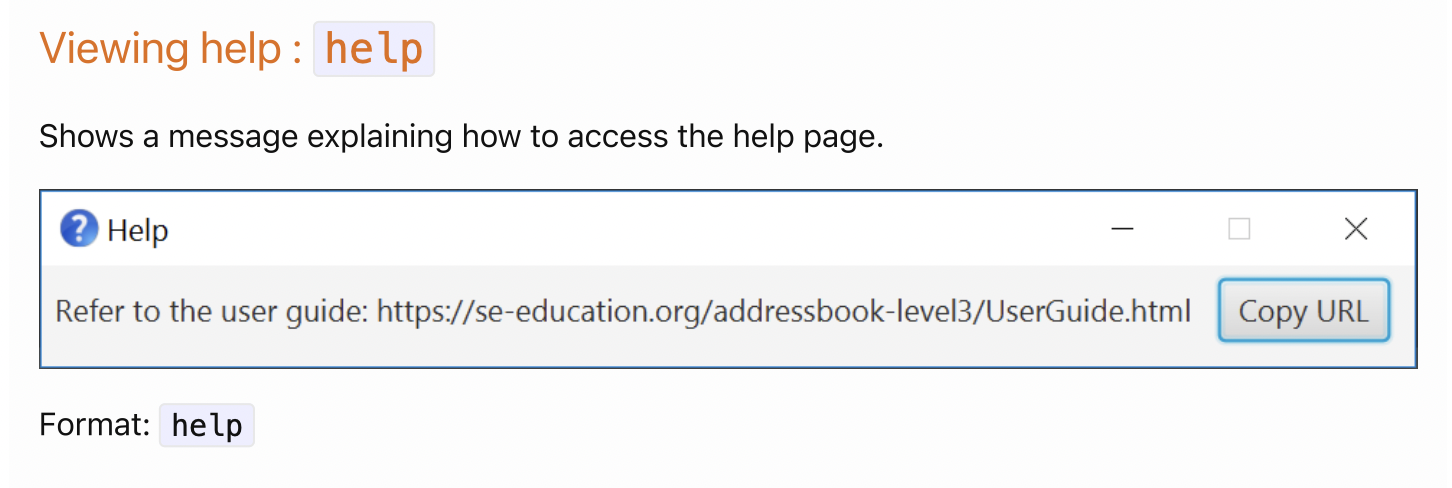 Viewing help : help
Shows a message explaining how to access the help page.
Help
Refer to the user guide: https://se-education.org/addressbook-level3/UserGuide.html Copy URL
Format: help